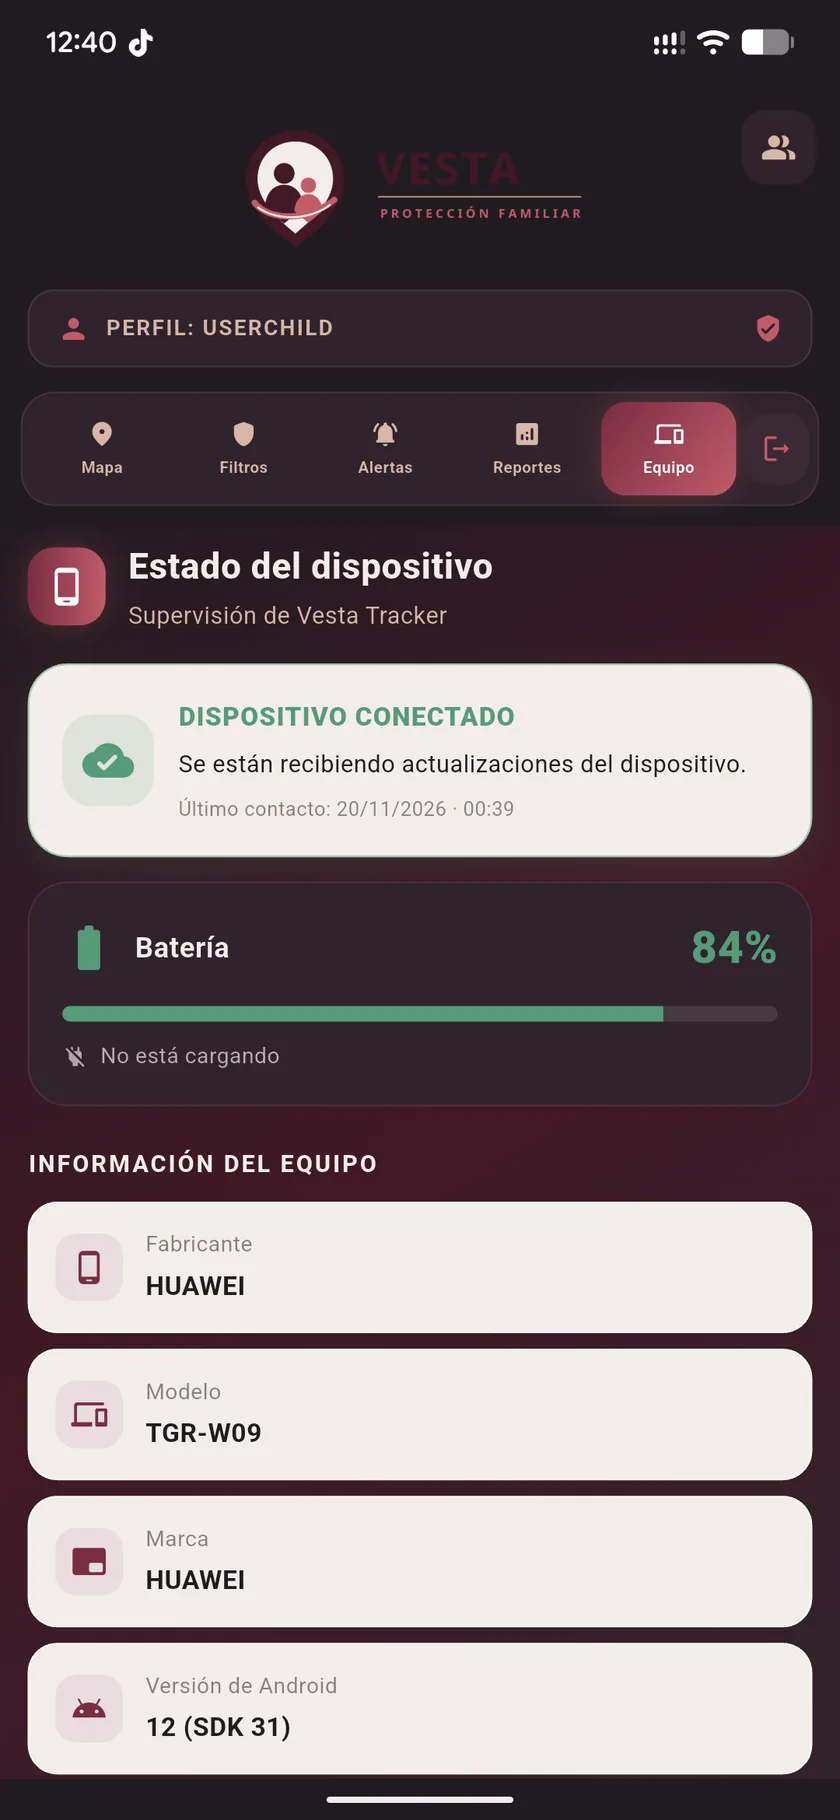 12:40
VESTA
PROTECCIÓN FAMILIAR
PERFIL: USERCHILD
Mapa
Filtros
Alertas
Reportes
Equipo
Estado del dispositivo
Supervisión de Vesta Tracker
DISPOSITIVO CONECTADO
Se están recibiendo actualizaciones del dispositivo.
Último contacto: 20/11/2026 · 00:39
Batería
84%
No está cargando
INFORMACIÓN DEL EQUIPO
Fabricante
HUAWEI
Modelo
TGR-W09
Marca
HUAWEI
Versión de Android
12 (SDK 31)